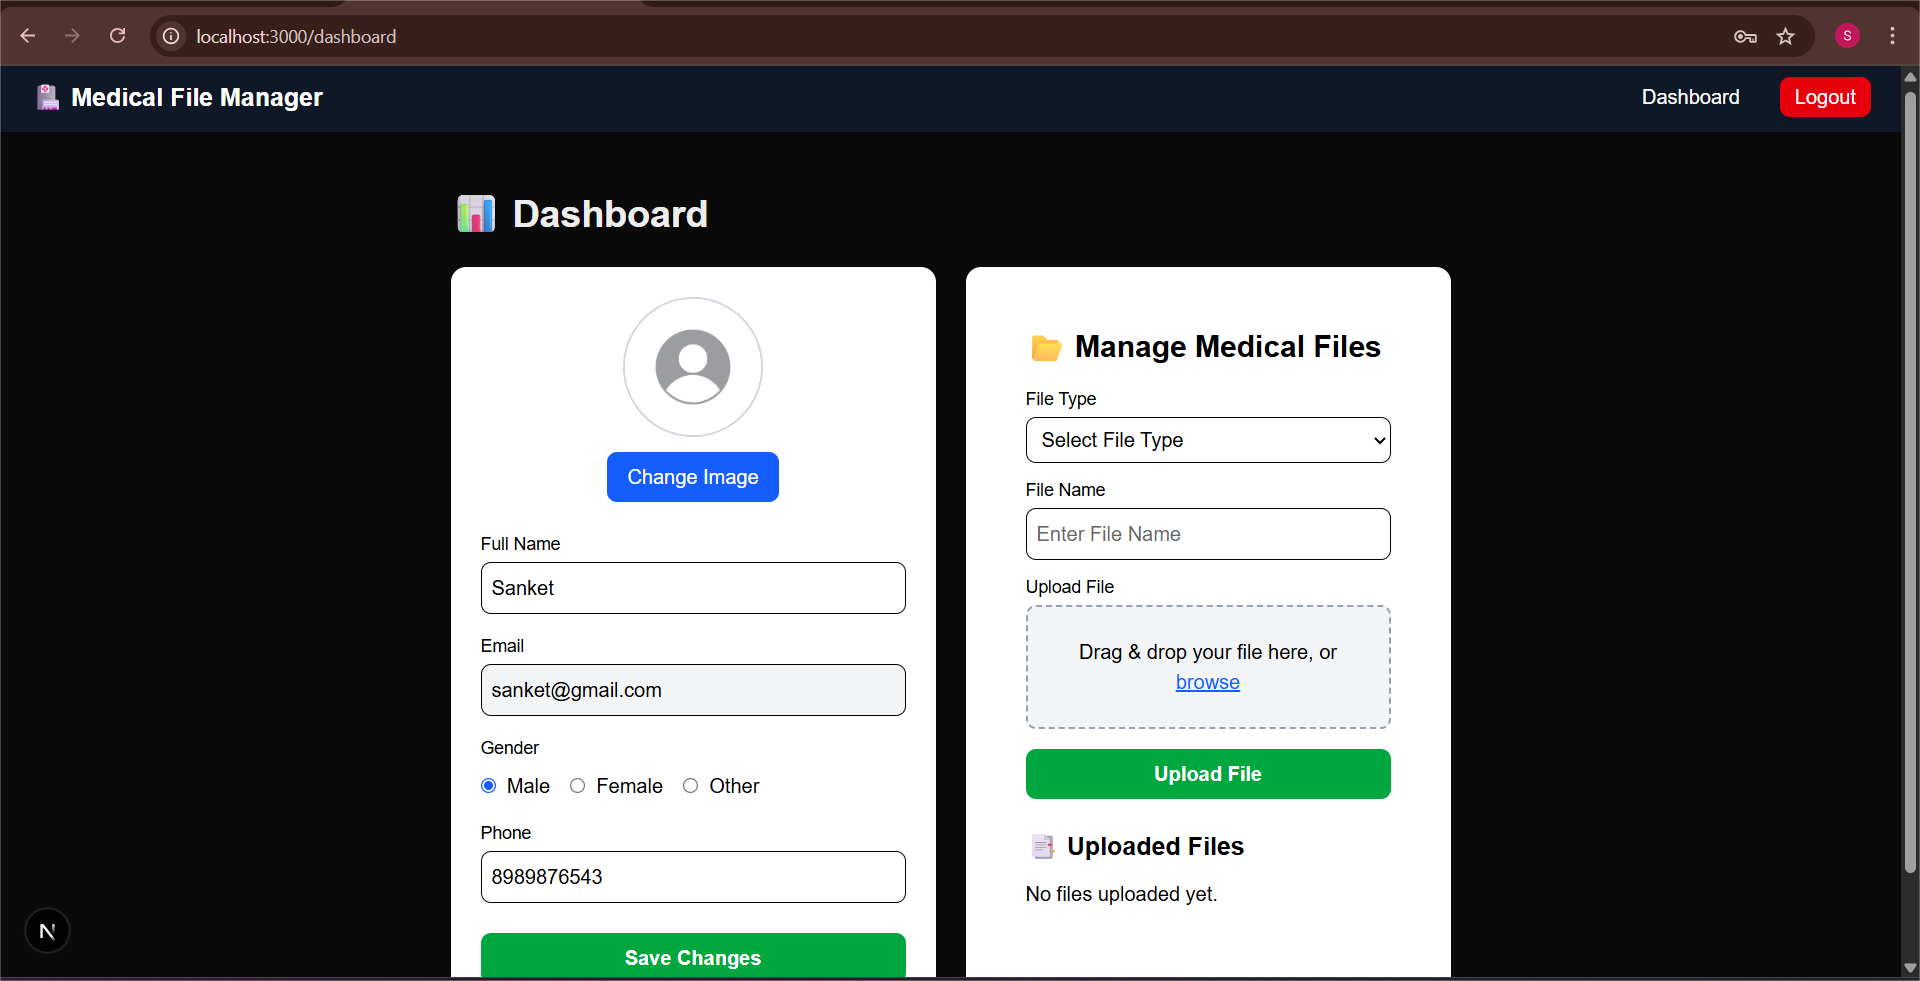 localhost:3000/dashboard
S
Medical File Manager
Dashboard
Logout
Dashboard
Change Image
Full Name
Sanket
Email
sanket@gmail.com
Gender
Male
Female
Other
Phone
8989876543
Save Changes
Manage Medical Files
File Type
Select File Type
File Name
Enter File Name
Upload File
Drag & drop your file here, or
browse
Upload File
Uploaded Files
No files uploaded yet.
N